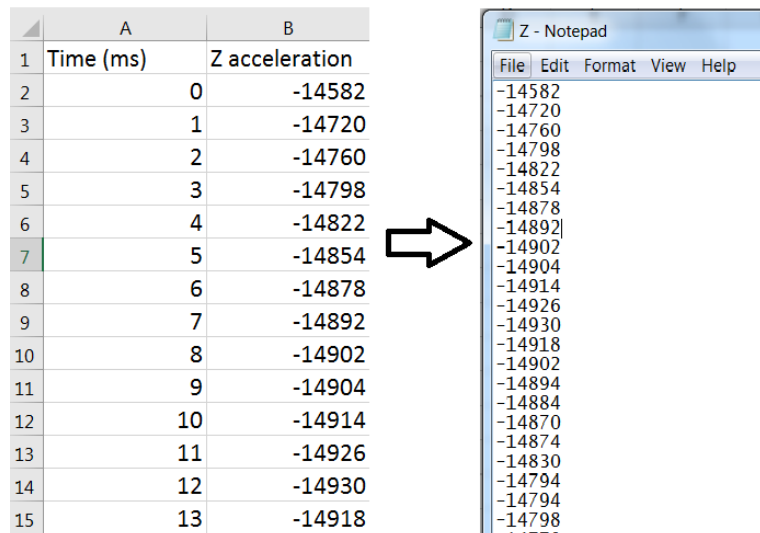 A B
1 Time (ms) Z acceleration
2 0 -14582
3 1 -14720
4 2 -14760
5 3 -14798
6 4 -14822
7 5 -14854
8 6 -14878
9 7 -14892
10 8 -14902
11 9 -14904
12 10 -14914
13 11 -14926
14 12 -14930
15 13 -14918
Z - Notepad
File Edit Format View Help
-14582
-14720
-14760
-14798
-14822
-14854
-14878
-14892
-14902
-14904
-14914
-14926
-14930
-14918
-14902
-14894
-14884
-14870
-14874
-14830
-14794
-14794
-14798